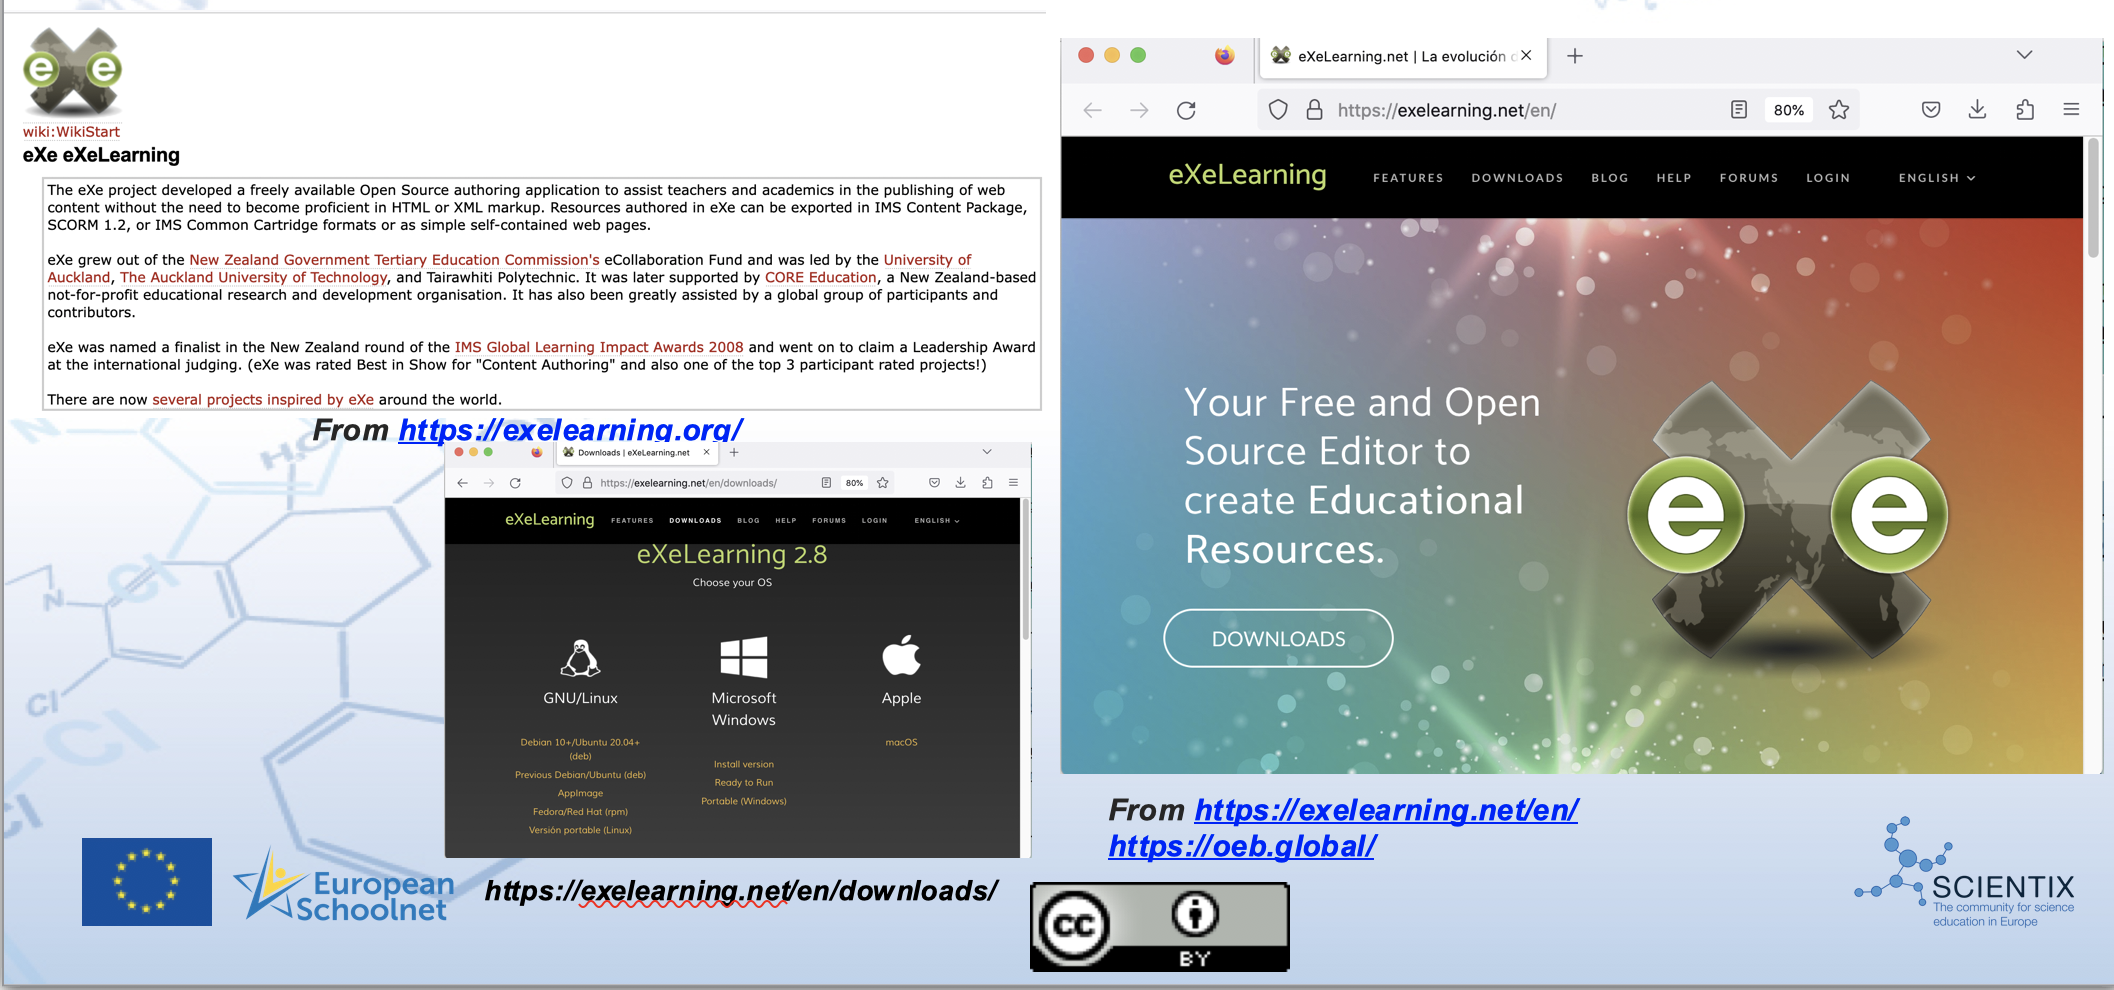 e e
wiki:WikiStart
eXe eXeLearning
The eXe project developed a freely available Open Source authoring application to assist teachers and academics in the publishing of web
content without the need to become proficient in HTML or XML markup. Resources authored in eXe can be exported in IMS Content Package,
SCORM 1.2, or IMS Common Cartridge formats or as simple self-contained web pages.
eXe grew out of the New Zealand Government Tertiary Education Commission's eCollaboration Fund and was led by the University of
Auckland, The Auckland University of Technology, and Tairawhiti Polytechnic. It was later supported by CORE Education, a New Zealand-based
not-for-profit educational research and development organisation. It has also been greatly assisted by a global group of participants and
contributors.
eXe was named a finalist in the New Zealand round of the IMS Global Learning Impact Awards 2008 and went on to claim a Leadership Award
at the international judging. (eXe was rated Best in Show for "Content Authoring" and also one of the top 3 participant rated projects!)
There are now several projects inspired by eXe around the world.
From https://exelearning.org/
Downloads | eXeLearning.net
https://exelearning.net/en/downloads/
80%
eXeLearning FEATURES DOWNLOADS BLOG HELP FORUMS LOGIN ENGLISH
eXeLearning 2.8
Choose your OS
GNU/Linux
Debian 10+/Ubuntu 20.04+
(deb)
Previous Debian/Ubuntu (deb)
AppImage
Fedora/Red Hat (rpm)
Versión portable (Linux)
Microsoft
Windows
Install version
Ready to Run
Portable (Windows)
Apple
macOS
https://exelearning.net/en/downloads/
eXeLearning.net | La evolución
https://exelearning.net/en/
80%
eXeLearning FEATURES DOWNLOADS BLOG HELP FORUMS LOGIN ENGLISH
Your Free and Open
Source Editor to
create Educational
Resources.
DOWNLOADS
e e
From https://exelearning.net/en/
https://oeb.global/
European
Schoolnet
cc
BY
SCIENTIX
The community for science
education in Europe
H₃C
Cl
N
Cl
Cl